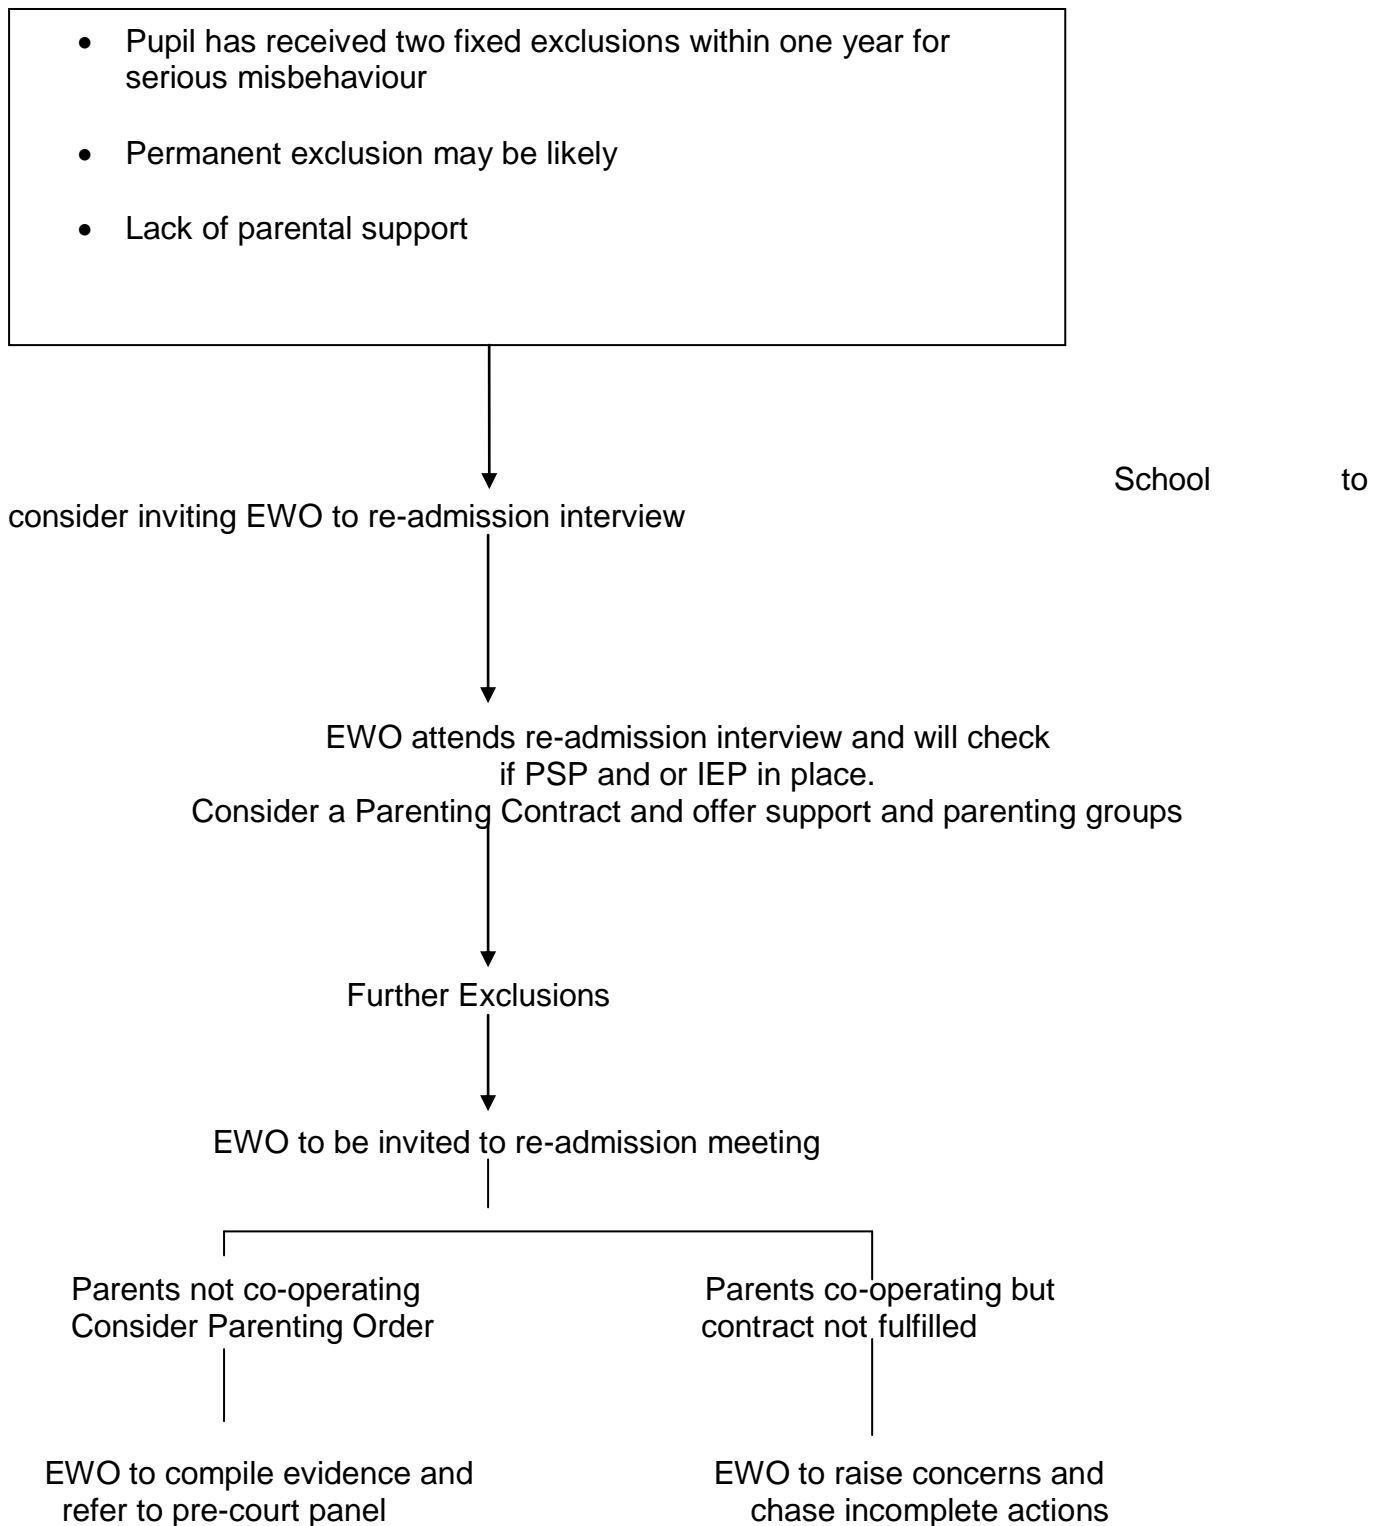 • Pupil has received two fixed exclusions within one year for
serious misbehaviour
• Permanent exclusion may be likely
• Lack of parental support
School to
consider inviting EWO to re-admission interview
EWO attends re-admission interview and will check
if PSP and or IEP in place.
Consider a Parenting Contract and offer support and parenting groups
Further Exclusions
EWO to be invited to re-admission meeting
Parents not co-operating
Consider Parenting Order
Parents co-operating but
contract not fulfilled
EWO to compile evidence and
refer to pre-court panel
EWO to raise concerns and
chase incomplete actions